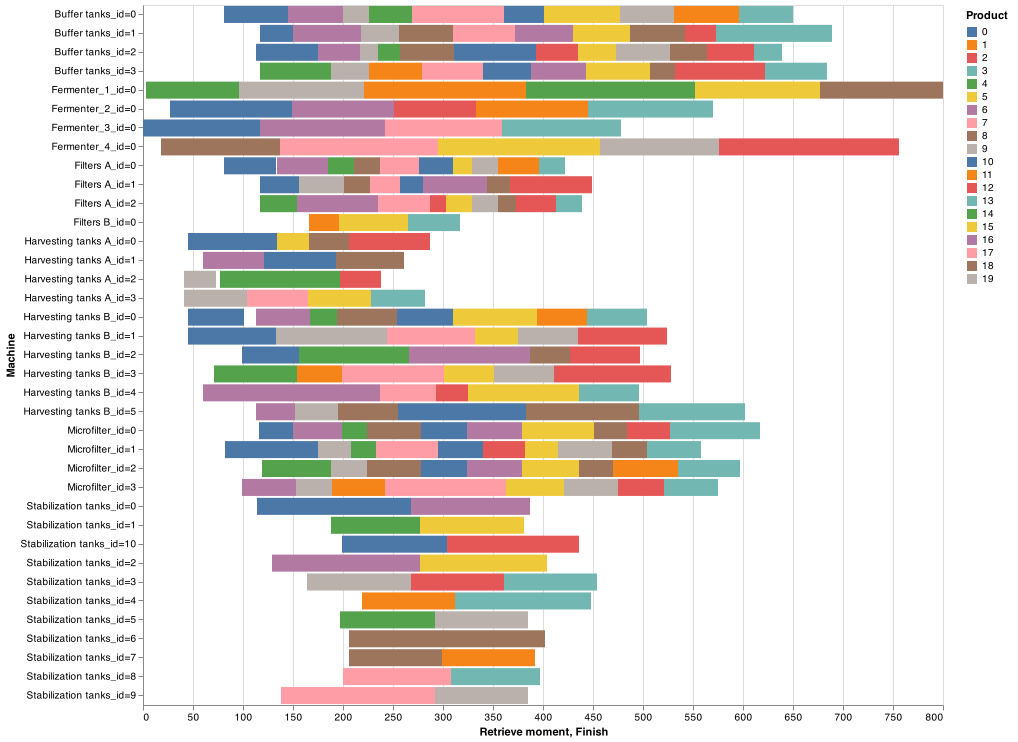 Buffer tanks_id=0
Buffer tanks_id=1
Buffer tanks_id=2
Buffer tanks_id=3
Fermenter_1_id=0
Fermenter_2_id=0
Fermenter_3_id=0
Fermenter_4_id=0
Filters A_id=0
Filters A_id=1
Filters A_id=2
Filters B_id=0
Harvesting tanks A_id=0
Harvesting tanks A_id=1
Harvesting tanks A_id=2
Harvesting tanks A_id=3
Harvesting tanks B_id=0
Harvesting tanks B_id=1
Harvesting tanks B_id=2
Harvesting tanks B_id=3
Harvesting tanks B_id=4
Harvesting tanks B_id=5
Microfilter_id=0
Microfilter_id=1
Microfilter_id=2
Microfilter_id=3
Stabilization tanks_id=0
Stabilization tanks_id=1
Stabilization tanks_id=10
Stabilization tanks_id=2
Stabilization tanks_id=3
Stabilization tanks_id=4
Stabilization tanks_id=5
Stabilization tanks_id=6
Stabilization tanks_id=7
Stabilization tanks_id=8
Stabilization tanks_id=9
Machine
0 50 100 150 200 250 300 350 400 450 500 550 600 650 700 750 800
Retrieve moment, Finish
Product
0
1
2
3
4
5
6
7
8
9
10
11
12
13
14
15
16
17
18
19